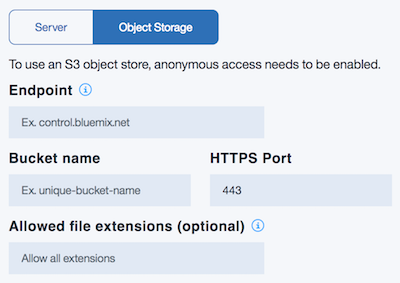 Server Object Storage
To use an S3 object store, anonymous access needs to be enabled.
Endpoint
Ex. control.bluemix.net
Bucket name HTTPS Port
Ex. unique-bucket-name 443
Allowed file extensions (optional)
Allow all extensions